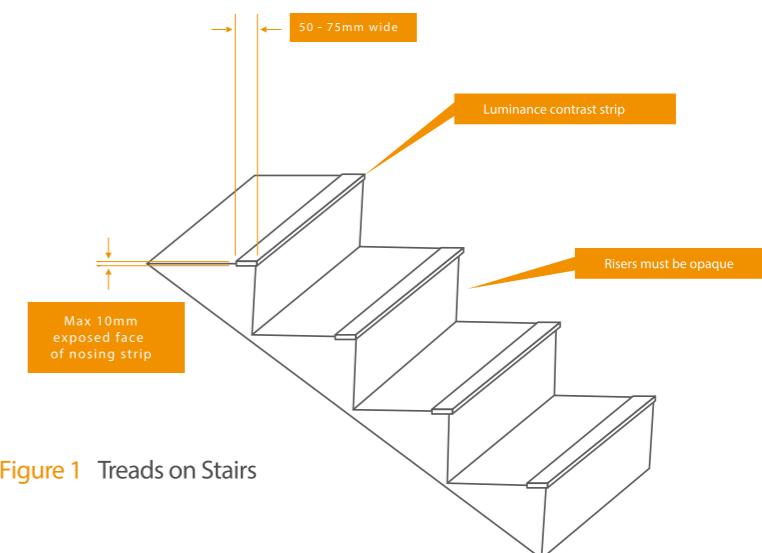 50 - 75mm wide
Luminance contrast strip
Risers must be opaque
Max 10mm
exposed face
of nosing strip
Figure 1 Treads on Stairs